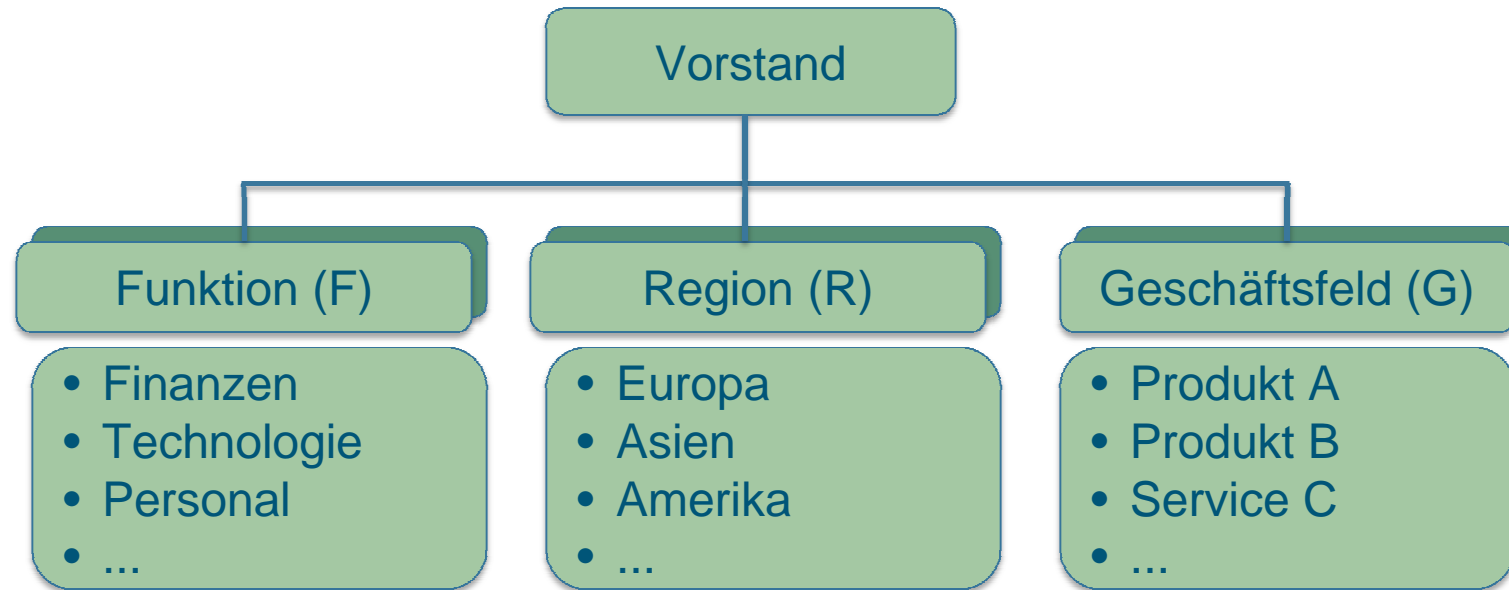 Vorstand
Funktion (F)
Region (R)
Geschäftsfeld (G)
• Finanzen
• Technologie
• Personal
• ...
• Europa
• Asien
• Amerika
• ...
• Produkt A
• Produkt B
• Service C
• ...